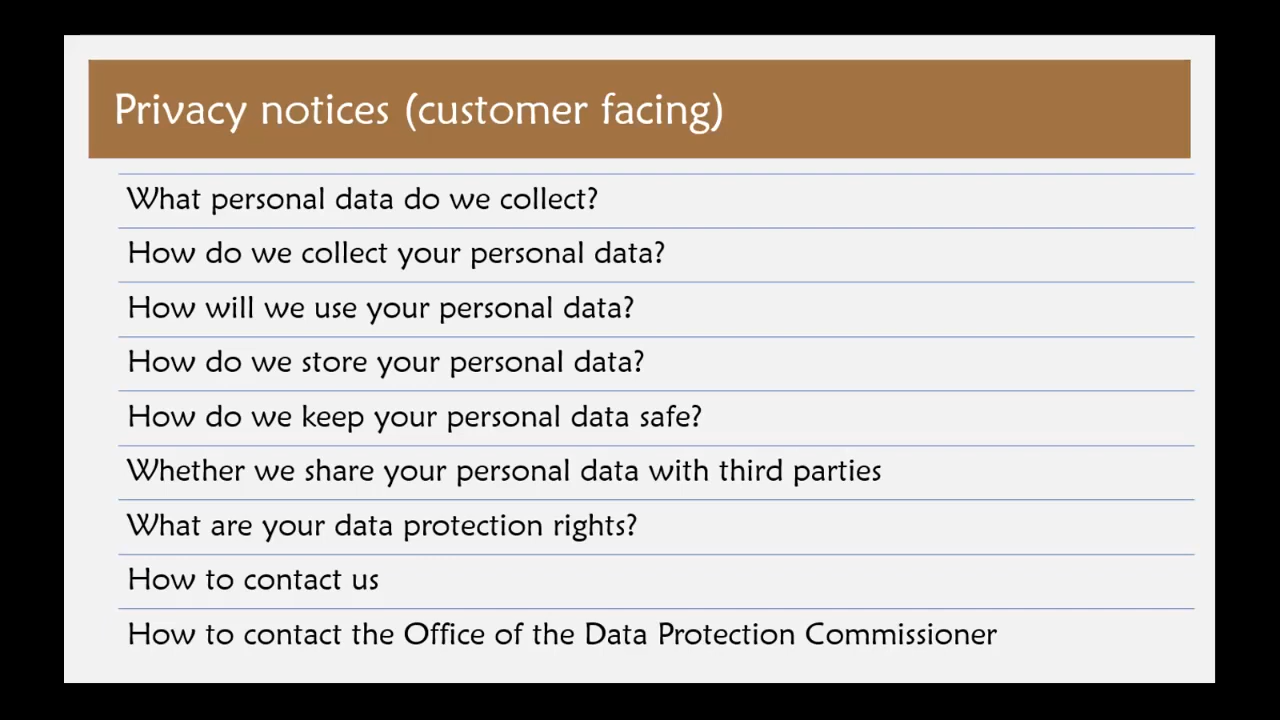 Privacy notices (customer facing)
What personal data do we collect?
How do we collect your personal data?
How will we use your personal data?
How do we store your personal data?
How do we keep your personal data safe?
Whether we share your personal data with third parties
What are your data protection rights?
How to contact us
How to contact the Office of the Data Protection Commissioner